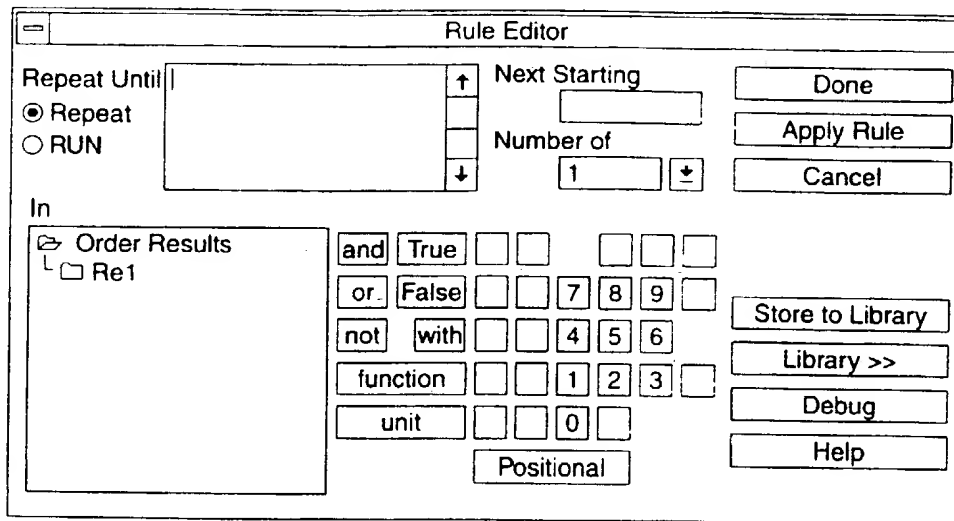 Rule Editor
Repeat Until
Repeat
RUN
Next Starting
Number of
1
Done
Apply Rule
Cancel
In
Order Results
Re1
and True
or False 7 8 9
not with 4 5 6
function 1 2 3
unit 0
Positional
Store to Library
Library >>
Debug
Help